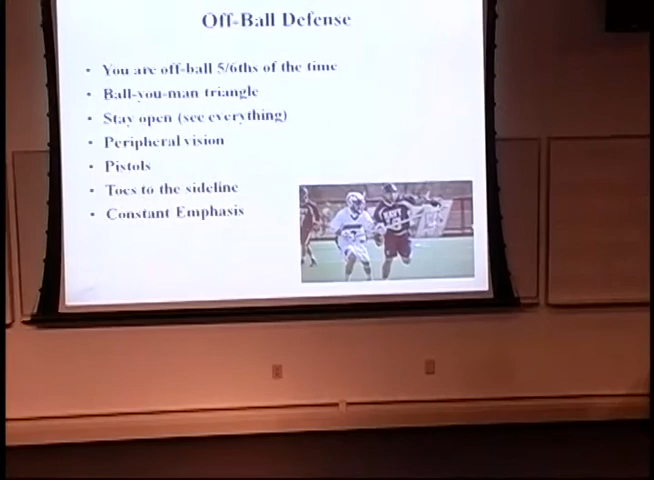 Off-Ball Defense
• You are off-ball 5/6ths of the time
• Ball-you-man triangle
• Stay open (see everything)
• Peripheral vision
• Pistols
• Toes to the sideline
• Constant Emphasis